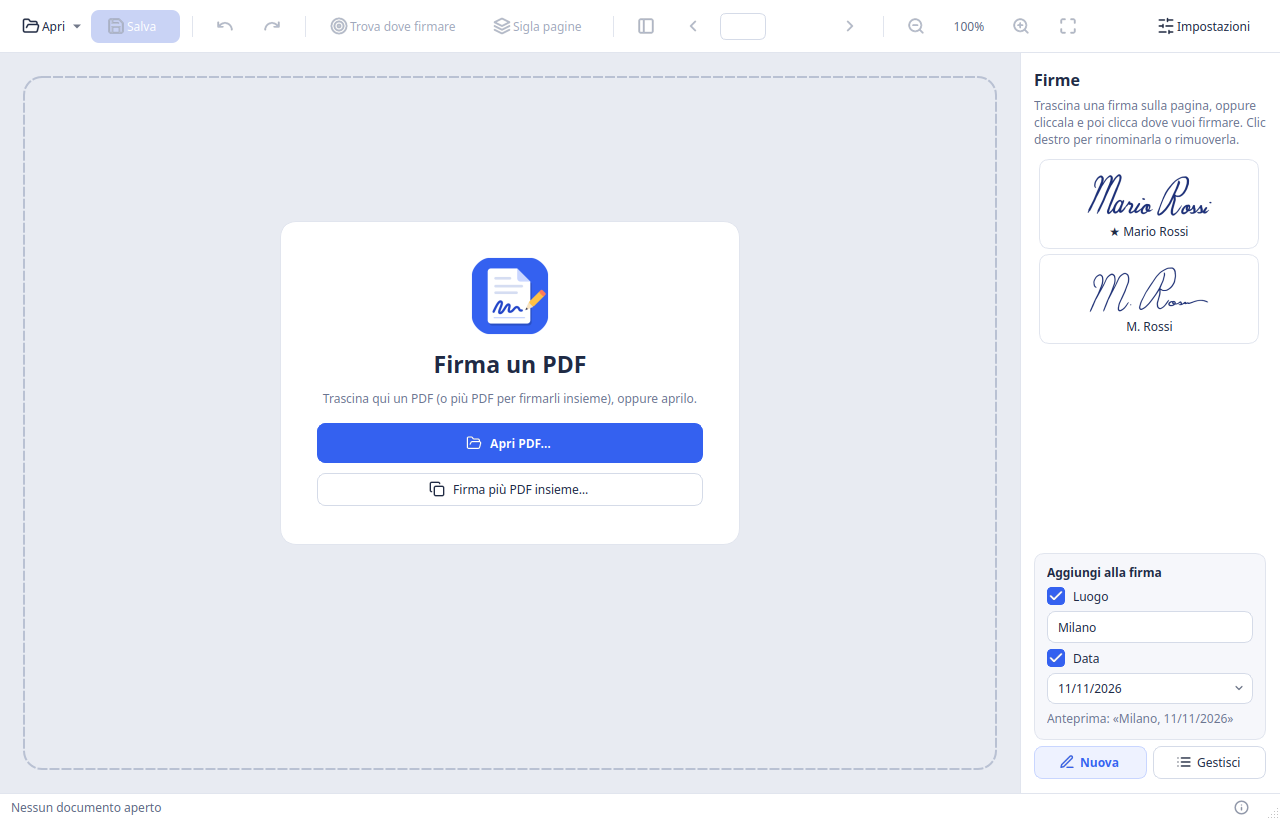 Apri
Salva
Trova dove firmare
Sigla pagine
100%
Impostazioni
Firma un PDF
Trascina qui un PDF (o più PDF per firmarli insieme), oppure aprilo.
Apri PDF...
Firma più PDF insieme...
Firme
Trascina una firma sulla pagina, oppure
cliccala e poi clicca dove vuoi firmare. Clic
destro per rinominarla o rimuoverla.
Mario Rossi
★ Mario Rossi
M. Rossi
M. Rossi
Aggiungi alla firma
Luogo
Milano
Data
11/11/2026
Anteprima: «Milano, 11/11/2026»
Nuova
Gestisci
Nessun documento aperto